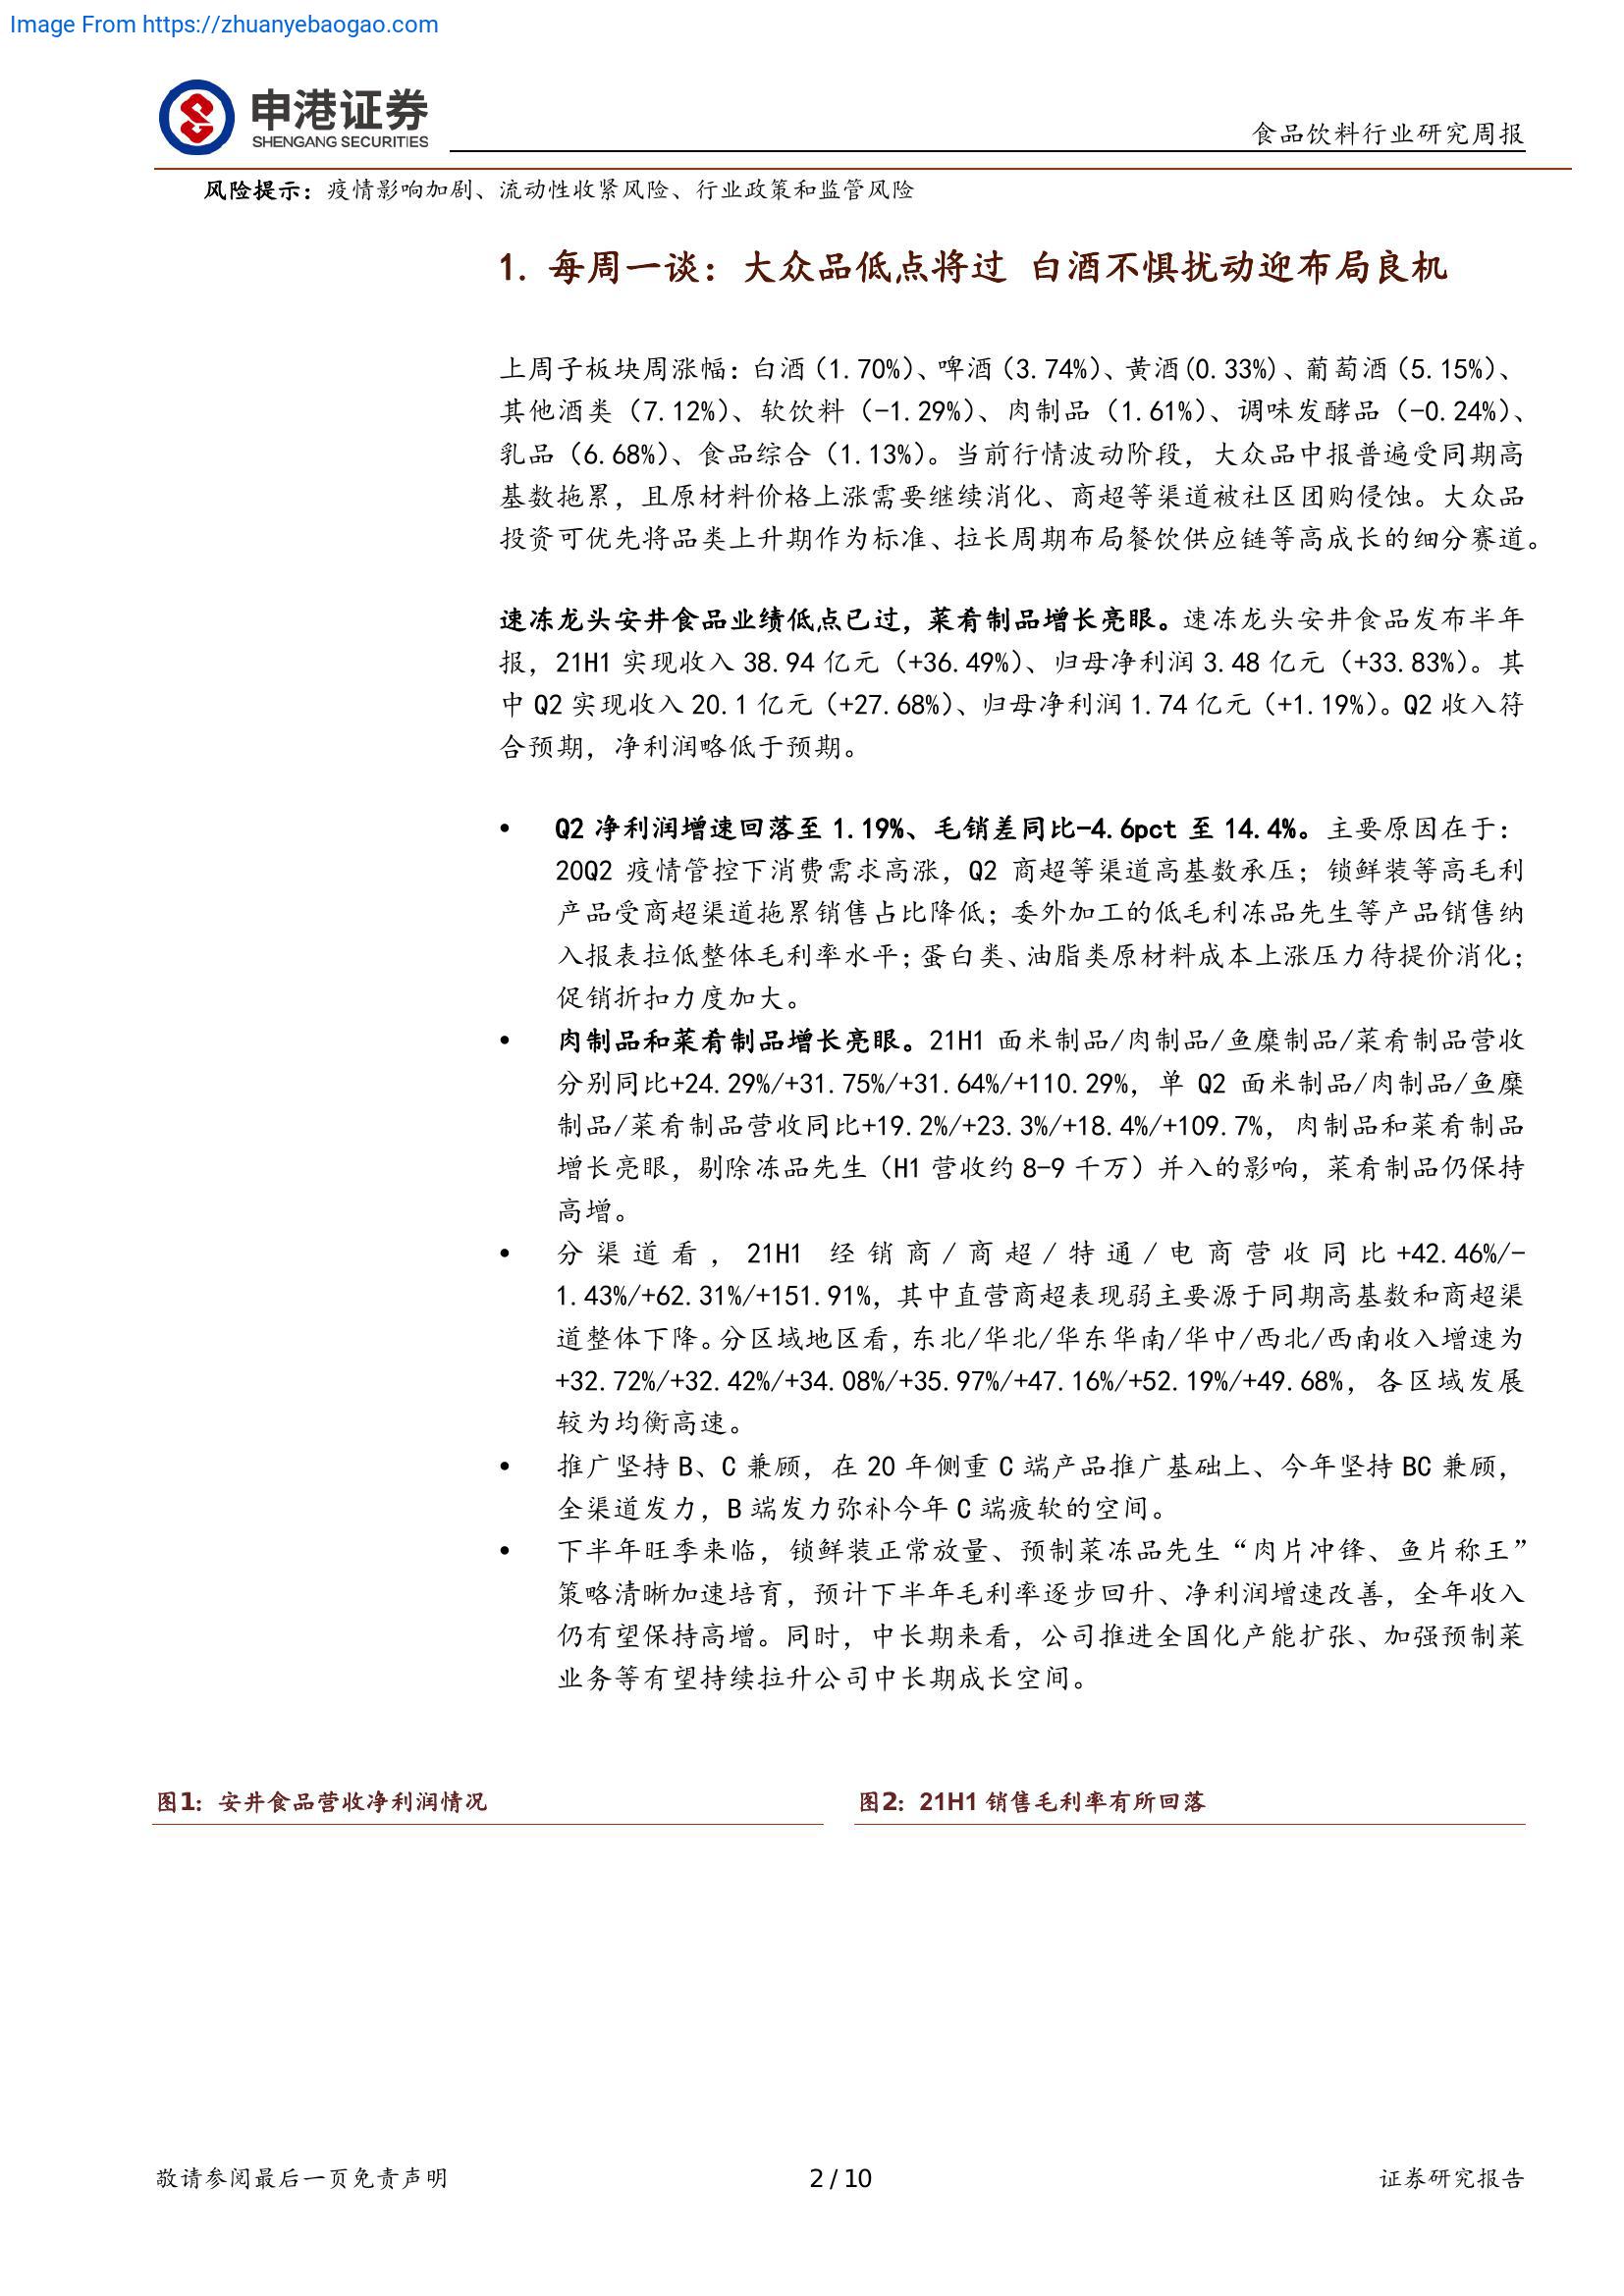 Image From https://zhuanyebaogao.com
申港证券
SHENGANG SECURITIES
食品饮料行业研究周报
风险提示：疫情影响加剧、流动性收紧风险、行业政策和监管风险
1. 每周一谈：大众品低点将过 白酒不惧扰动迎布局良机
上周子板块周涨幅：白酒（1.70%）、啤酒（3.74%）、黄酒(0.33%)、葡萄酒（5.15%）、
其他酒类（7.12%）、软饮料（-1.29%）、肉制品（1.61%）、调味发酵品（-0.24%）、
乳品（6.68%）、食品综合（1.13%）。当前行情波动阶段，大众品中报普遍受同期高
基数拖累，且原材料价格上涨需要继续消化、商超等渠道被社区团购侵蚀。大众品
投资可优先将品类上升期作为标准、拉长周期布局餐饮供应链等高成长的细分赛道。
速冻龙头安井食品业绩低点已过，菜肴制品增长亮眼。速冻龙头安井食品发布半年
报，21H1 实现收入 38.94 亿元（+36.49%）、归母净利润 3.48 亿元（+33.83%）。其
中 Q2 实现收入 20.1 亿元（+27.68%）、归母净利润 1.74 亿元（+1.19%）。Q2 收入符
合预期，净利润略低于预期。
• Q2 净利润增速回落至 1.19%、毛销差同比-4.6pct 至 14.4%。主要原因在于：
20Q2 疫情管控下消费需求高涨，Q2 商超等渠道高基数承压；锁鲜装等高毛利
产品受商超渠道拖累销售占比降低；委外加工的低毛利冻品先生等产品销售纳
入报表拉低整体毛利率水平；蛋白类、油脂类原材料成本上涨压力待提价消化；
促销折扣力度加大。
• 肉制品和菜肴制品增长亮眼。21H1 面米制品/肉制品/鱼糜制品/菜肴制品营收
分别同比+24.29%/+31.75%/+31.64%/+110.29%，单 Q2 面米制品/肉制品/鱼糜
制品/菜肴制品营收同比+19.2%/+23.3%/+18.4%/+109.7%，肉制品和菜肴制品
增长亮眼，剔除冻品先生（H1 营收约 8-9 千万）并入的影响，菜肴制品仍保持
高增。
• 分渠道看，21H1 经销商/商超/特通/电商营收同比+42.46%/-
1.43%/+62.31%/+151.91%，其中直营商超表现弱主要源于同期高基数和商超渠
道整体下降。分区域地区看，东北/华北/华东华南/华中/西北/西南收入增速为
+32.72%/+32.42%/+34.08%/+35.97%/+47.16%/+52.19%/+49.68%，各区域发展
较为均衡高速。
• 推广坚持 B、C 兼顾，在 20 年侧重 C 端产品推广基础上、今年坚持 BC 兼顾，
全渠道发力，B 端发力弥补今年 C 端疲软的空间。
• 下半年旺季来临，锁鲜装正常放量、预制菜冻品先生“肉片冲锋、鱼片称王”
策略清晰加速培育，预计下半年毛利率逐步回升、净利润增速改善，全年收入
仍有望保持高增。同时，中长期来看，公司推进全国化产能扩张、加强预制菜
业务等有望持续拉升公司中长期成长空间。
图1：安井食品营收净利润情况
图2：21H1 销售毛利率有所回落
敬请参阅最后一页免责声明
2 / 10
证券研究报告